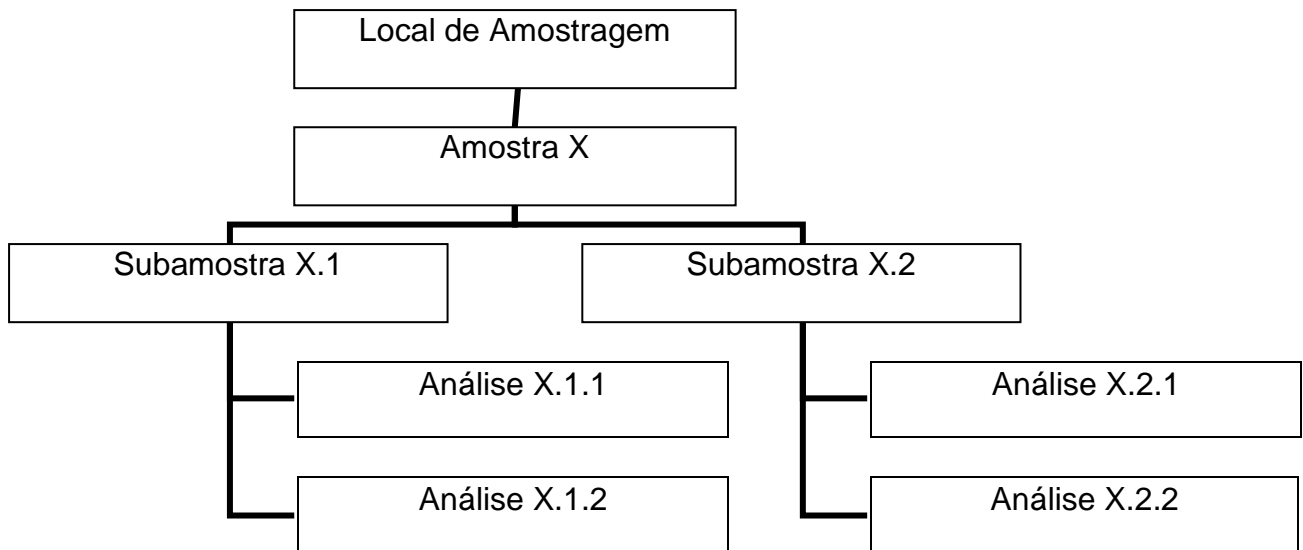 Local de Amostragem
Amostra X
Subamostra X.1
Subamostra X.2
Análise X.1.1
Análise X.2.1
Análise X.1.2
Análise X.2.2